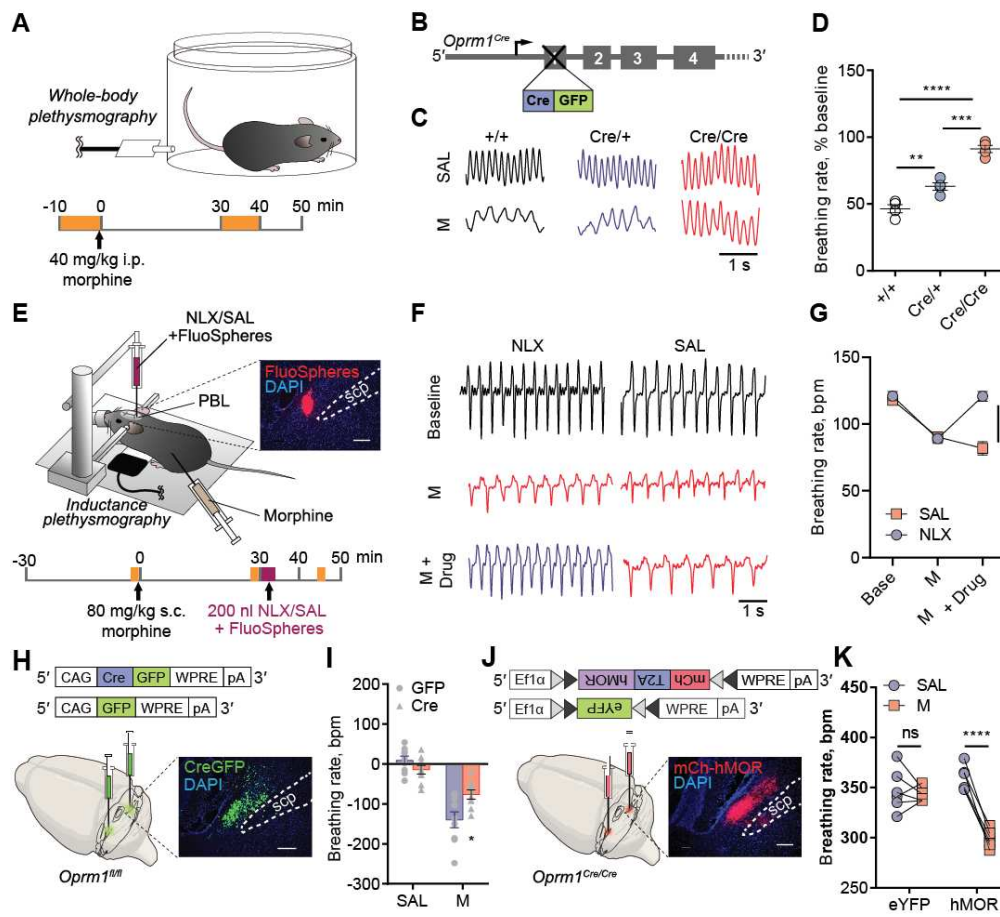 A
Whole-body
plethysmography
-10 0 30 40 50 min
40 mg/kg i.p.
morphine
B
Oprm1Cre
5′ 2 3 4 3′
Cre GFP
C
+/+ Cre/+ Cre/Cre
SAL
M
1 s
D
Breathing rate, % baseline
150
100
50
0
****
***
**
+/+ Cre/+ Cre/Cre
E
NLX/SAL
+FluoSpheres
PBL
FluoSpheres
DAPI
scp
Inductance
plethysmography
Morphine
-30 0 30 40 50 min
80 mg/kg s.c.
morphine
200 nl NLX/SAL
+ FluoSpheres
F
NLX SAL
Baseline
M
M +
Drug
1 s
G
Breathing rate, bpm
150
100
50
0
SAL
NLX
Base M M + Drug
H
5′ CAG Cre GFP WPRE pA 3′
5′ CAG GFP WPRE pA 3′
CreGFP
DAPI
scp
Oprm1fl/fl
I
Breathing rate, bpm
200
100
0
-100
-200
-300
GFP
Cre
*
SAL M
J
5′ Ef1α hMOR T2A mCh WPRE pA 3′
5′ Ef1α eYFP WPRE pA 3′
mCh-hMOR
DAPI
scp
Oprm1Cre/Cre
K
Breathing rate, bpm
450
400
350
300
250
SAL
M
ns
****
eYFP hMOR